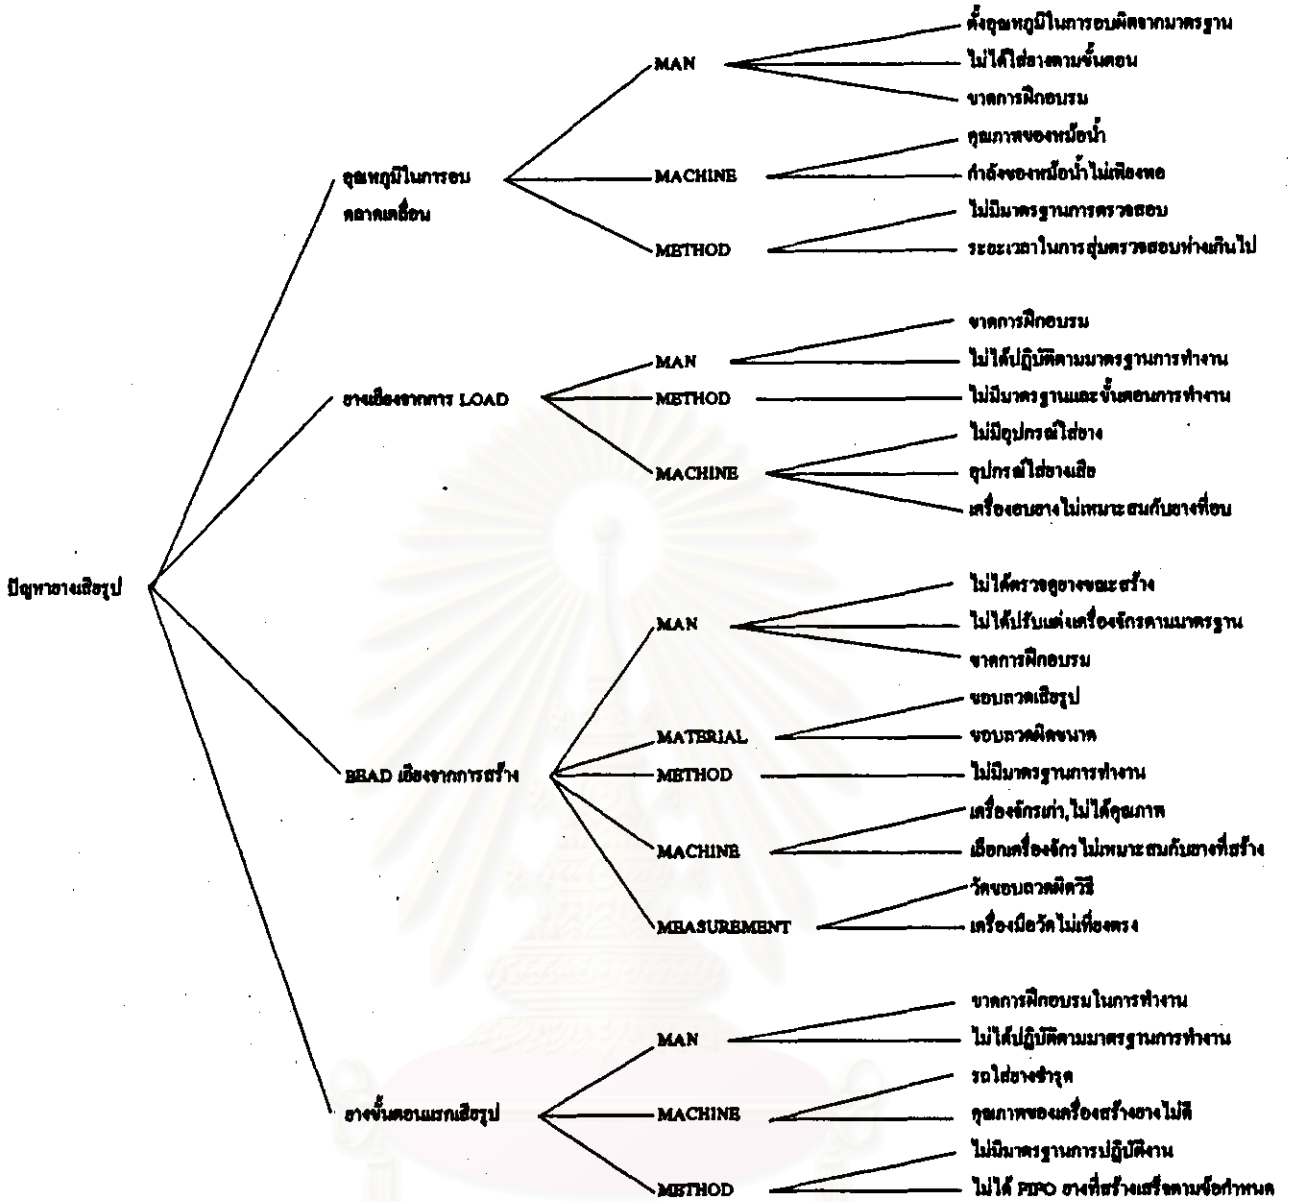 ตั้งอุณหภูมิในการอบผิดจากมาตรฐาน
MAN
ไม่ได้ใส่ยางตามขั้นตอน
ขาดการฝึกอบรม
คุณภาพของหม้อน้ำ
อุณหภูมิในการอบ
คลาดเคลื่อน
MACHINE
กำลังของหม้อน้ำไม่เพียงพอ
ไม่มีมาตรฐานการตรวจสอบ
METHOD
ระยะเวลาในการสุ่มตรวจสอบห่างเกินไป
ขาดการฝึกอบรม
MAN
ไม่ได้ปฏิบัติตามมาตรฐานการทำงาน
ยางเอียงจากการ LOAD
METHOD
ไม่มีมาตรฐานและขั้นตอนการทำงาน
ไม่มีอุปกรณ์ใส่ยาง
MACHINE
อุปกรณ์ใส่ยางเสีย
เครื่องอบยางไม่เหมาะสมกับยางที่อบ
ปัญหายางเสียรูป
ไม่ได้ตรวจดูยางขณะสร้าง
MAN
ไม่ได้ปรับแต่งเครื่องจักรตามมาตรฐาน
ขาดการฝึกอบรม
ขอบลวดเสียรูป
MATERIAL
ขอบลวดผิดขนาด
BEAD เอียงจากการสร้าง
METHOD
ไม่มีมาตรฐานการทำงาน
เครื่องจักรเก่า,ไม่ได้คุณภาพ
MACHINE
เลือกเครื่องจักรไม่เหมาะสมกับยางที่สร้าง
วัดขอบลวดผิดวิธี
MEASUREMENT
เครื่องมือวัดไม่เที่ยงตรง
ขาดการฝึกอบรมในการทำงาน
MAN
ไม่ได้ปฏิบัติตามมาตรฐานการทำงาน
รถใส่ยางชำรุด
ยางขั้นตอนแรกเสียรูป
MACHINE
คุณภาพของเครื่องสร้างยางไม่ดี
ไม่มีมาตรฐานการปฏิบัติงาน
METHOD
ไม่ได้ FIFO ยางที่สร้างเสร็จตามข้อกำหนด